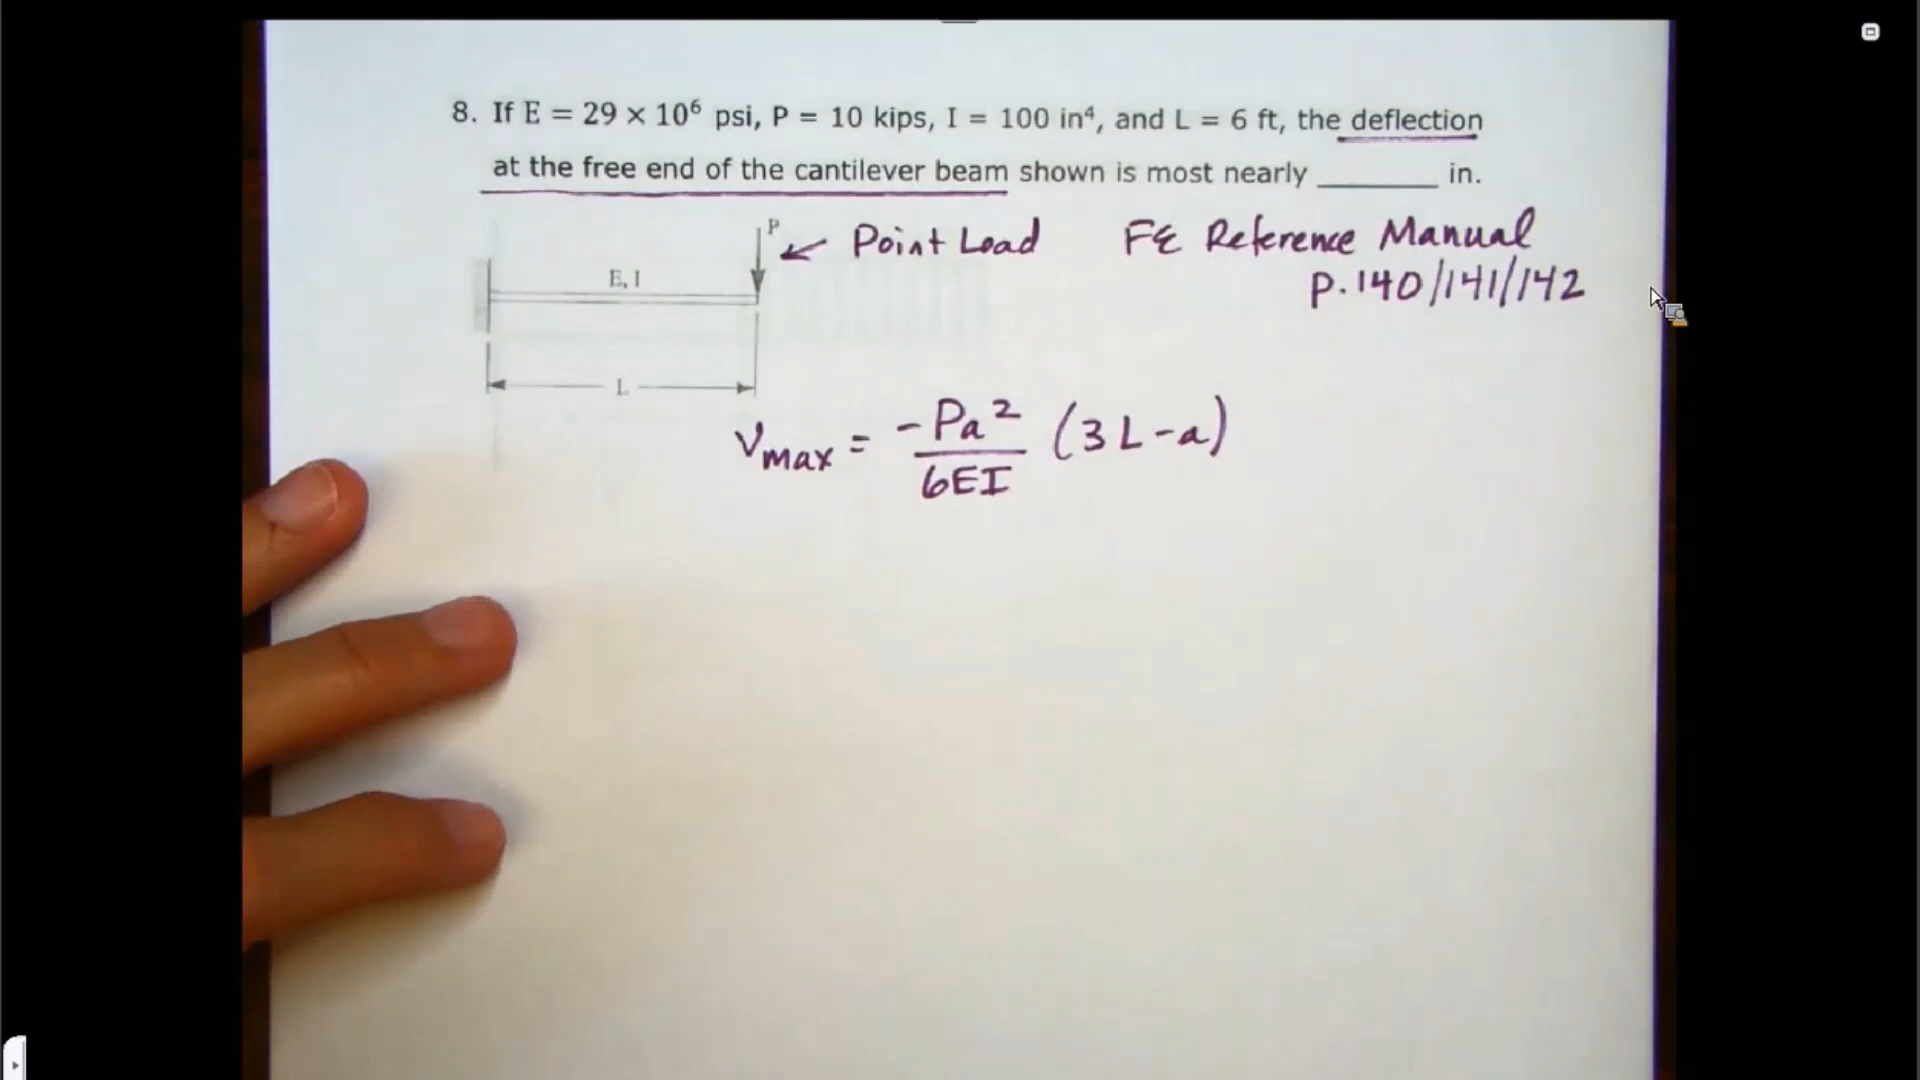 8. If E = 29 × 10⁶ psi, P = 10 kips, I = 100 in⁴, and L = 6 ft, the deflection
at the free end of the cantilever beam shown is most nearly ________ in.
P
Point Load
FE Reference Manual
p. 140/141/142
E, I
L
Vmax = -Pa²/6EI (3L-a)